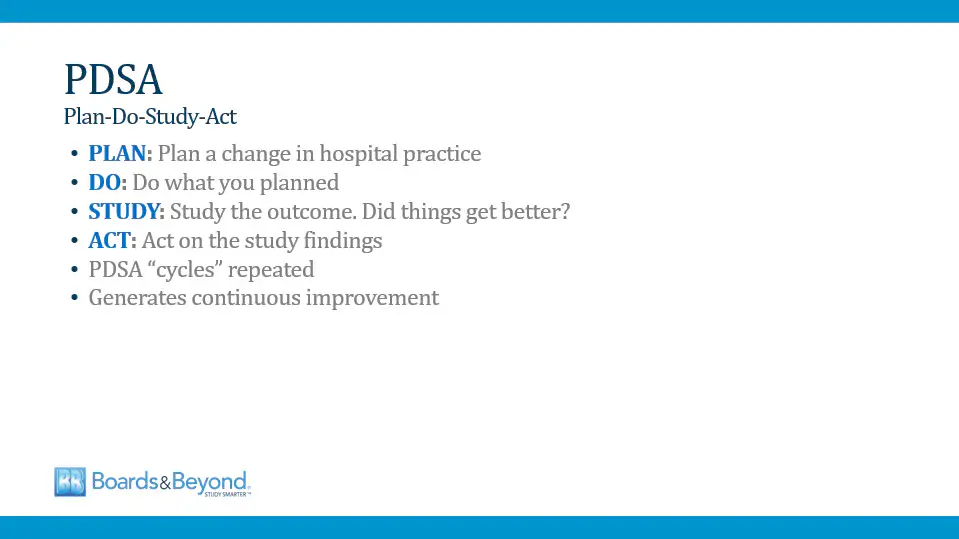 PDSA
Plan-Do-Study-Act
• PLAN: Plan a change in hospital practice
• DO: Do what you planned
• STUDY: Study the outcome. Did things get better?
• ACT: Act on the study findings
• PDSA “cycles” repeated
• Generates continuous improvement
BB Boards&Beyond®
STUDY SMARTER™